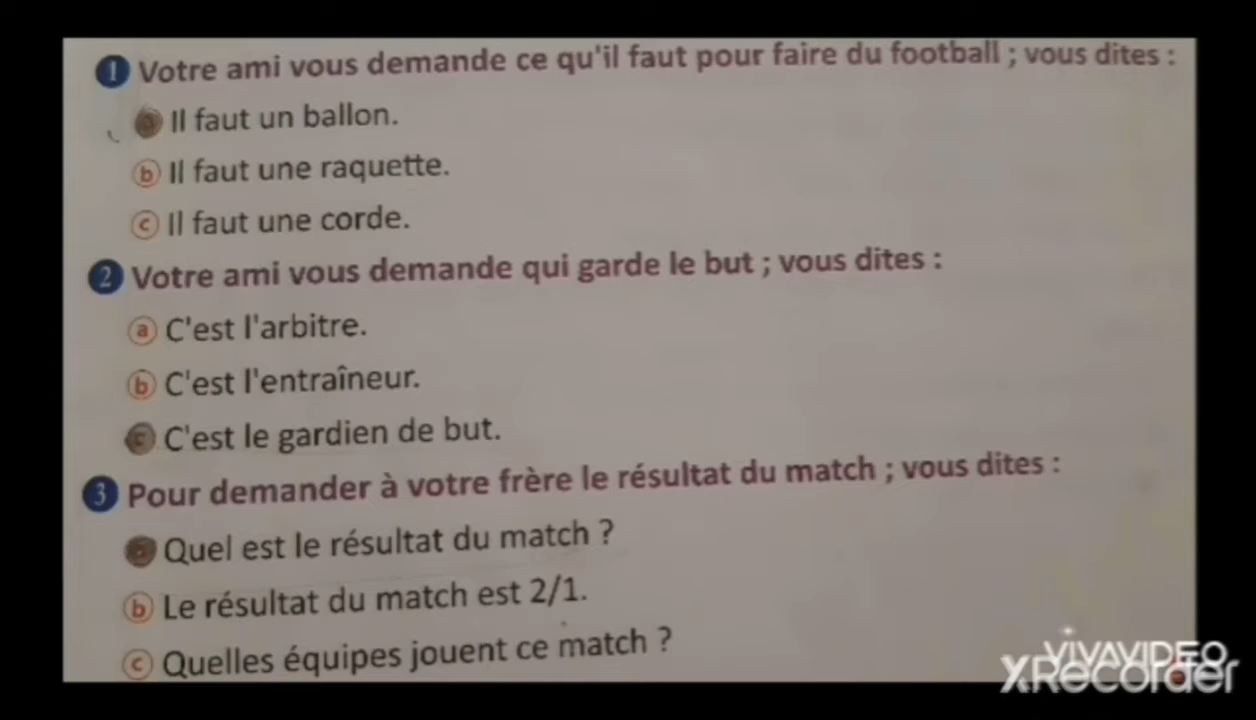 1 Votre ami vous demande ce qu'il faut pour faire du football ; vous dites :
a Il faut un ballon.
b Il faut une raquette.
c Il faut une corde.
2 Votre ami vous demande qui garde le but ; vous dites :
a C'est l'arbitre.
b C'est l'entraîneur.
c C'est le gardien de but.
3 Pour demander à votre frère le résultat du match ; vous dites :
a Quel est le résultat du match ?
b Le résultat du match est 2/1.
c Quelles équipes jouent ce match ?
VIVAVIDEO
XRecorder